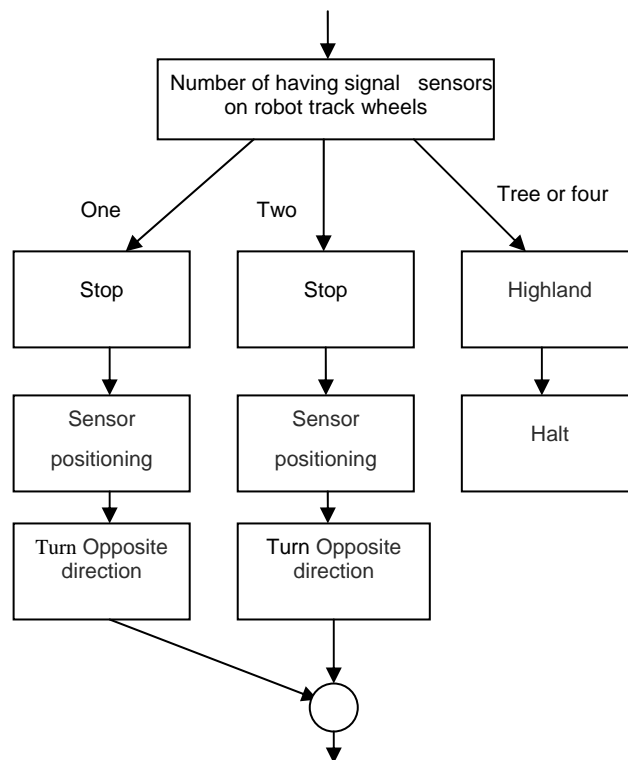 Number of having signal sensors
on robot track wheels
One
Two
Tree or four
Stop
Stop
Highland
Sensor
positioning
Sensor
positioning
Halt
Turn Opposite
direction
Turn Opposite
direction